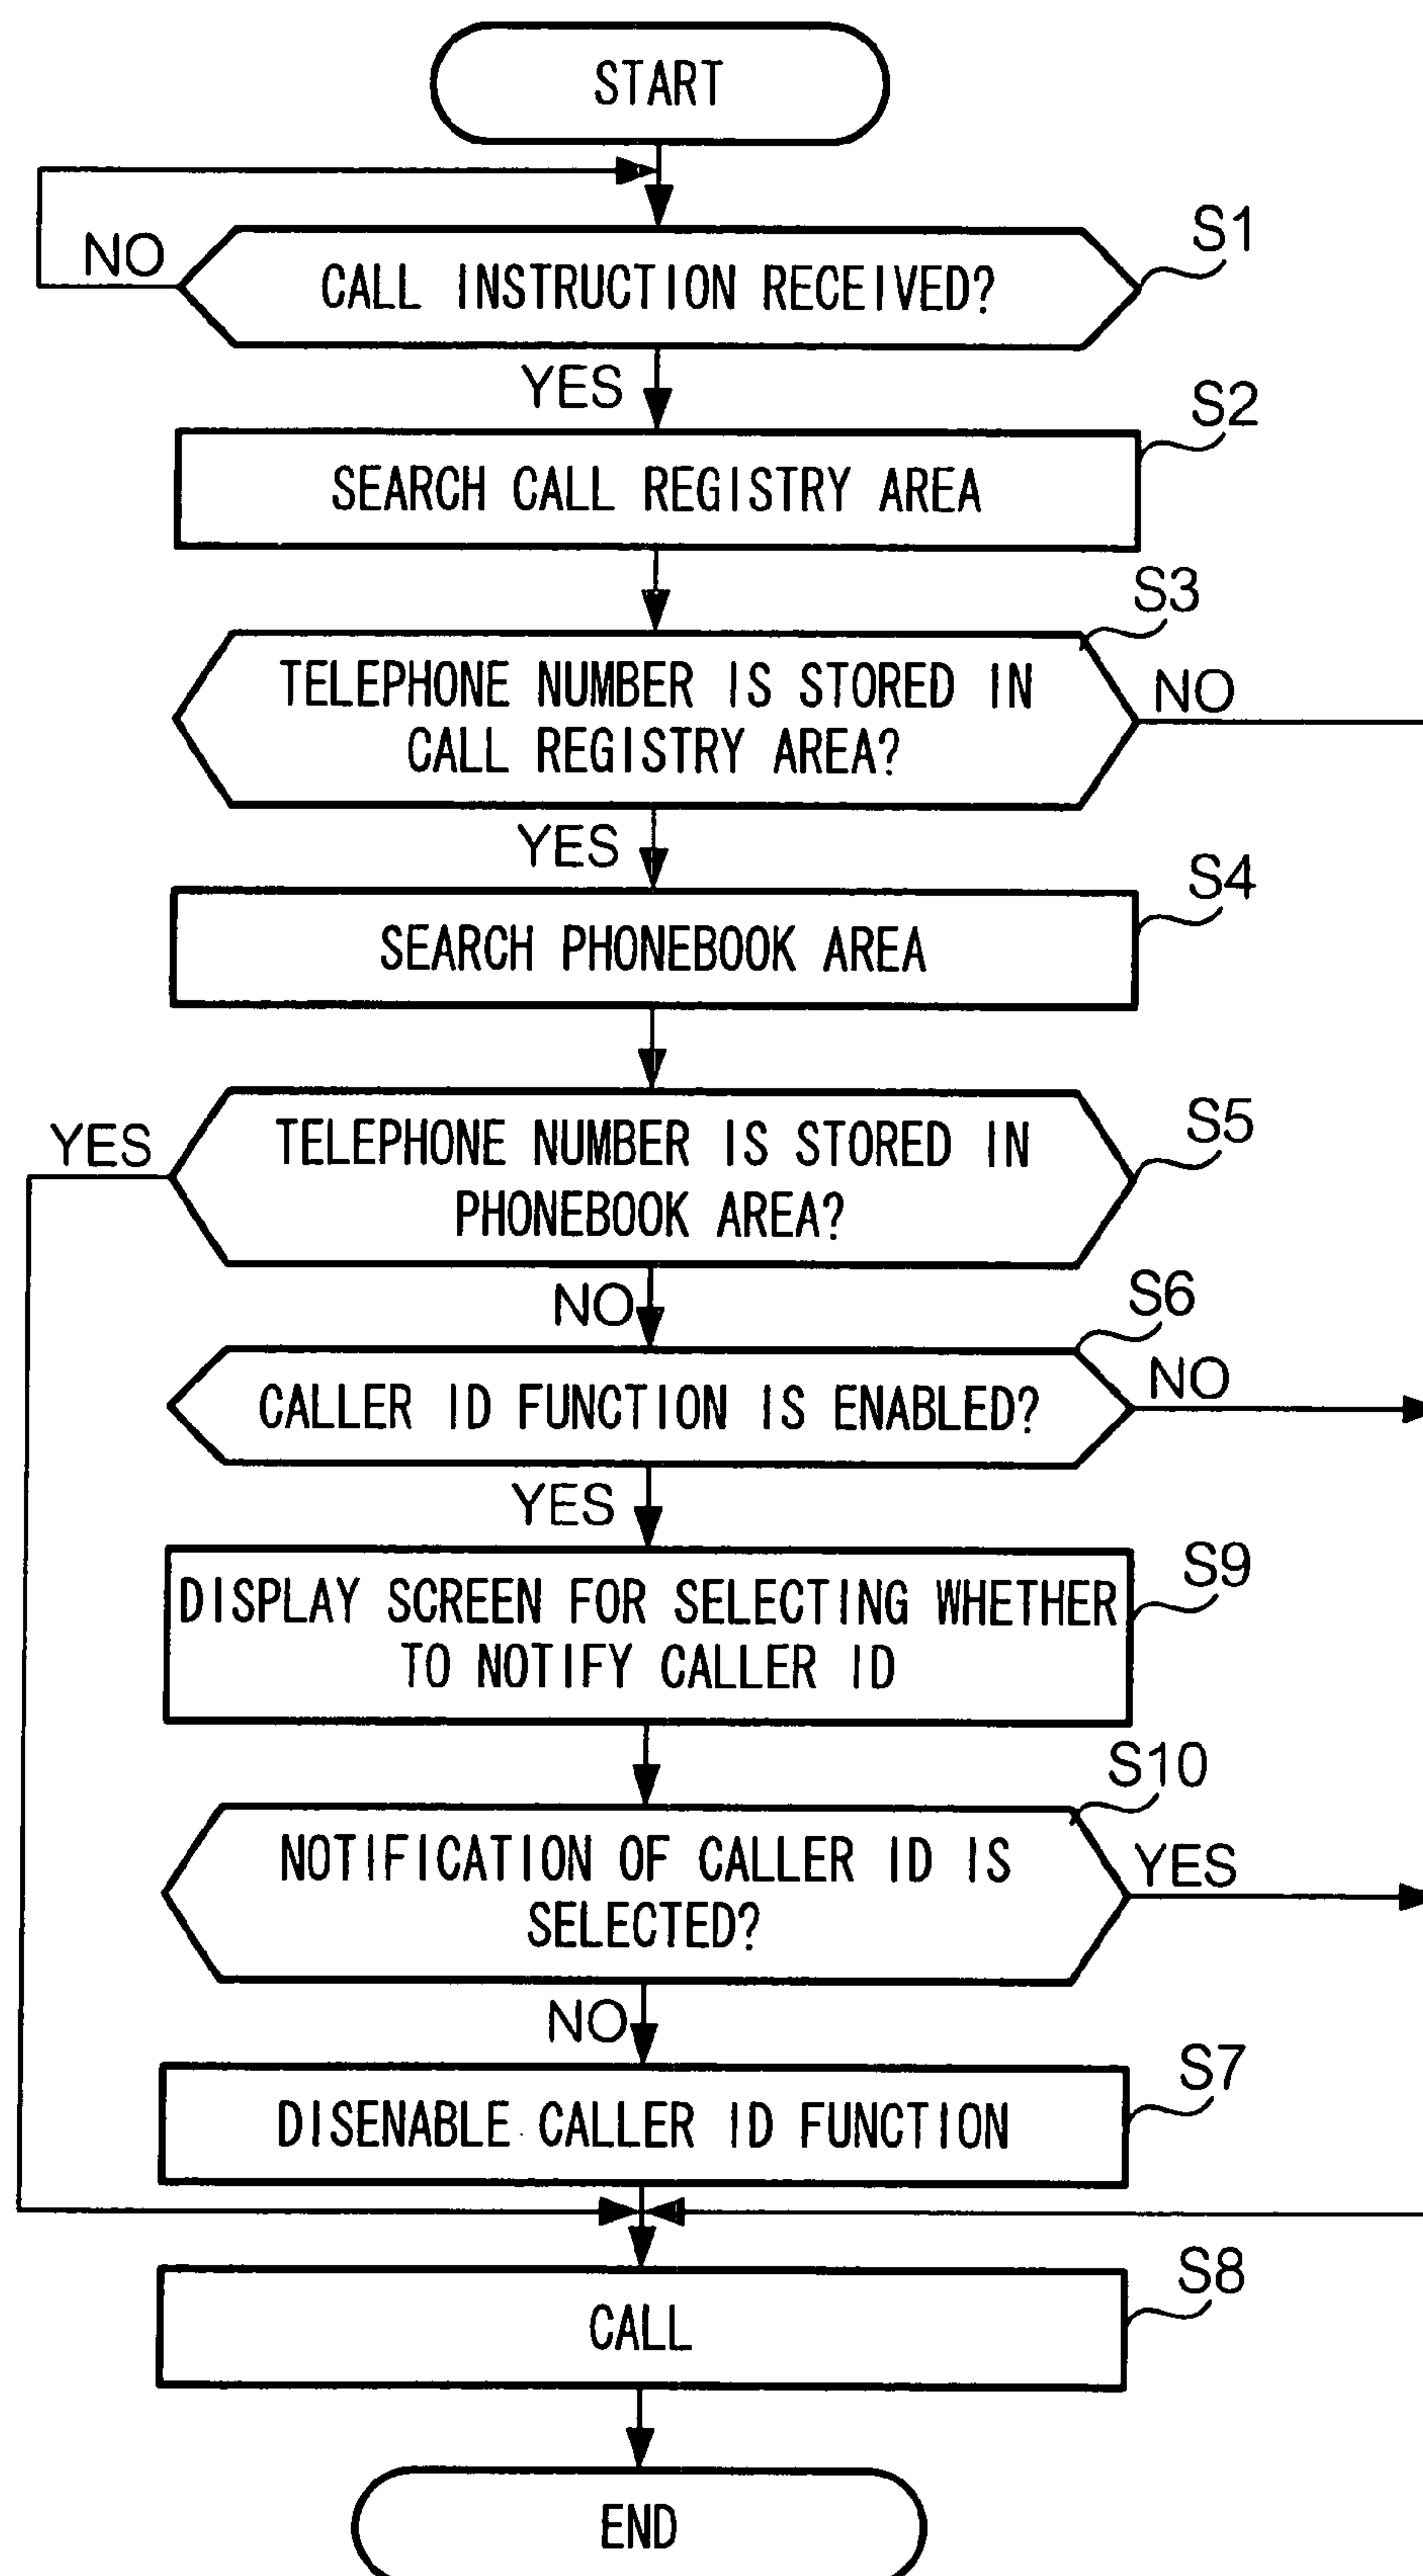 START
NO
CALL INSTRUCTION RECEIVED?
S1
YES
S2
SEARCH CALL REGISTRY AREA
S3
TELEPHONE NUMBER IS STORED IN
CALL REGISTRY AREA?
NO
YES
S4
SEARCH PHONEBOOK AREA
YES
TELEPHONE NUMBER IS STORED IN
PHONEBOOK AREA?
S5
NO
S6
CALLER ID FUNCTION IS ENABLED?
NO
YES
S9
DISPLAY SCREEN FOR SELECTING WHETHER
TO NOTIFY CALLER ID
S10
NOTIFICATION OF CALLER ID IS
SELECTED?
YES
NO
S7
DISENABLE CALLER ID FUNCTION
S8
CALL
END